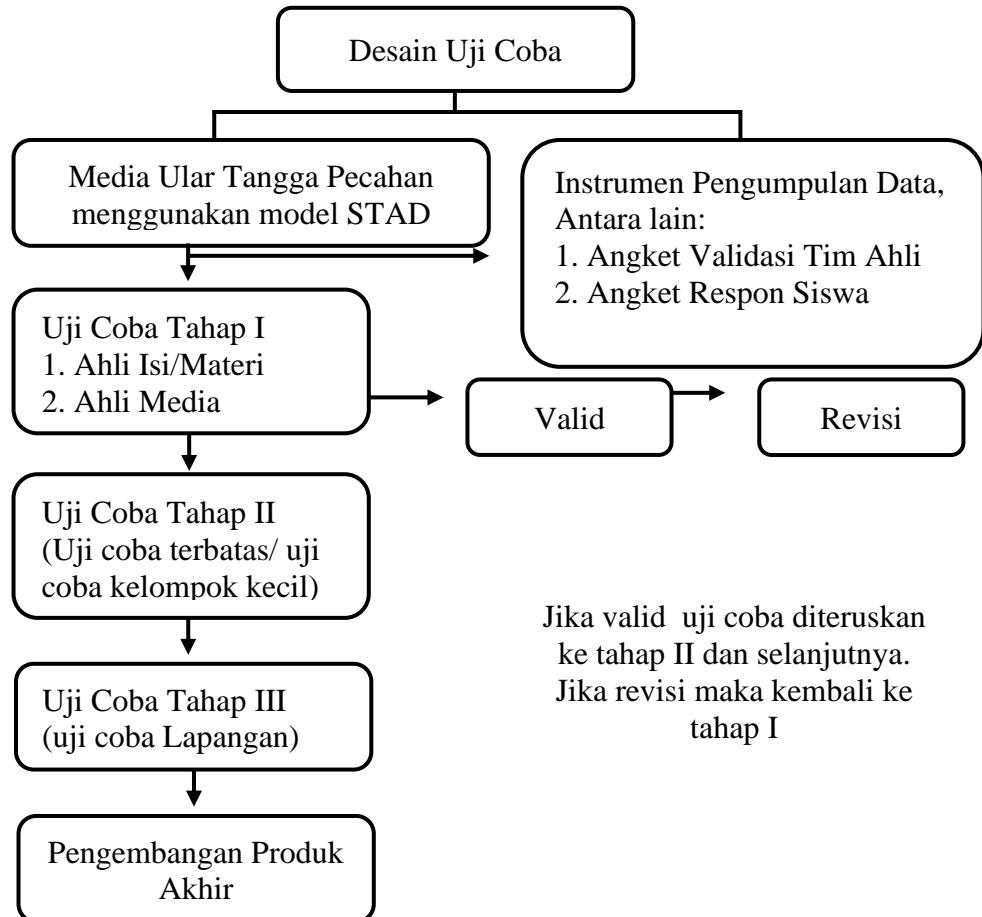 Desain Uji Coba
Media Ular Tangga Pecahan
menggunakan model STAD
Instrumen Pengumpulan Data,
Antara lain:
1. Angket Validasi Tim Ahli
2. Angket Respon Siswa
Uji Coba Tahap I
1. Ahli Isi/Materi
2. Ahli Media
Valid
Revisi
Uji Coba Tahap II
(Uji coba terbatas/ uji
coba kelompok kecil)
Jika valid  uji coba diteruskan
ke tahap II dan selanjutnya.
Jika revisi maka kembali ke
tahap I
Uji Coba Tahap III
(uji coba Lapangan)
Pengembangan Produk
Akhir